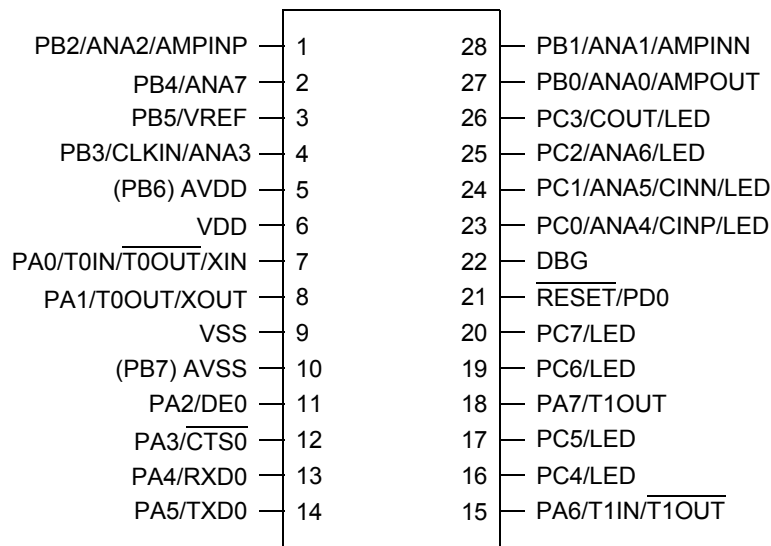 PB2/ANA2/AMPINP 1 28 PB1/ANA1/AMPINN
PB4/ANA7 2 27 PB0/ANA0/AMPOUT
PB5/VREF 3 26 PC3/COUT/LED
PB3/CLKIN/ANA3 4 25 PC2/ANA6/LED
(PB6) AVDD 5 24 PC1/ANA5/CINN/LED
VDD 6 23 PC0/ANA4/CINP/LED
PA0/T0IN/T0OUT/XIN 7 22 DBG
PA1/T0OUT/XOUT 8 21 RESET/PD0
VSS 9 20 PC7/LED
(PB7) AVSS 10 19 PC6/LED
PA2/DE0 11 18 PA7/T1OUT
PA3/CTS0 12 17 PC5/LED
PA4/RXD0 13 16 PC4/LED
PA5/TXD0 14 15 PA6/T1IN/T1OUT